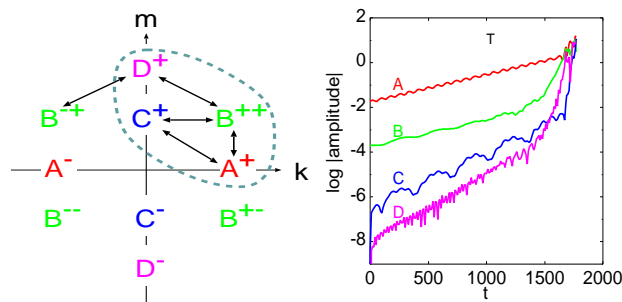 m
D⁺
B⁻⁺ C⁺ B⁺⁺
A⁻ A⁺ k
B⁻⁻ C⁻ B⁺⁻
D⁻
log |amplitude|
2
0
-2
-4
-6
-8
T
A
B
C
D
0 500 1000 1500 2000
t